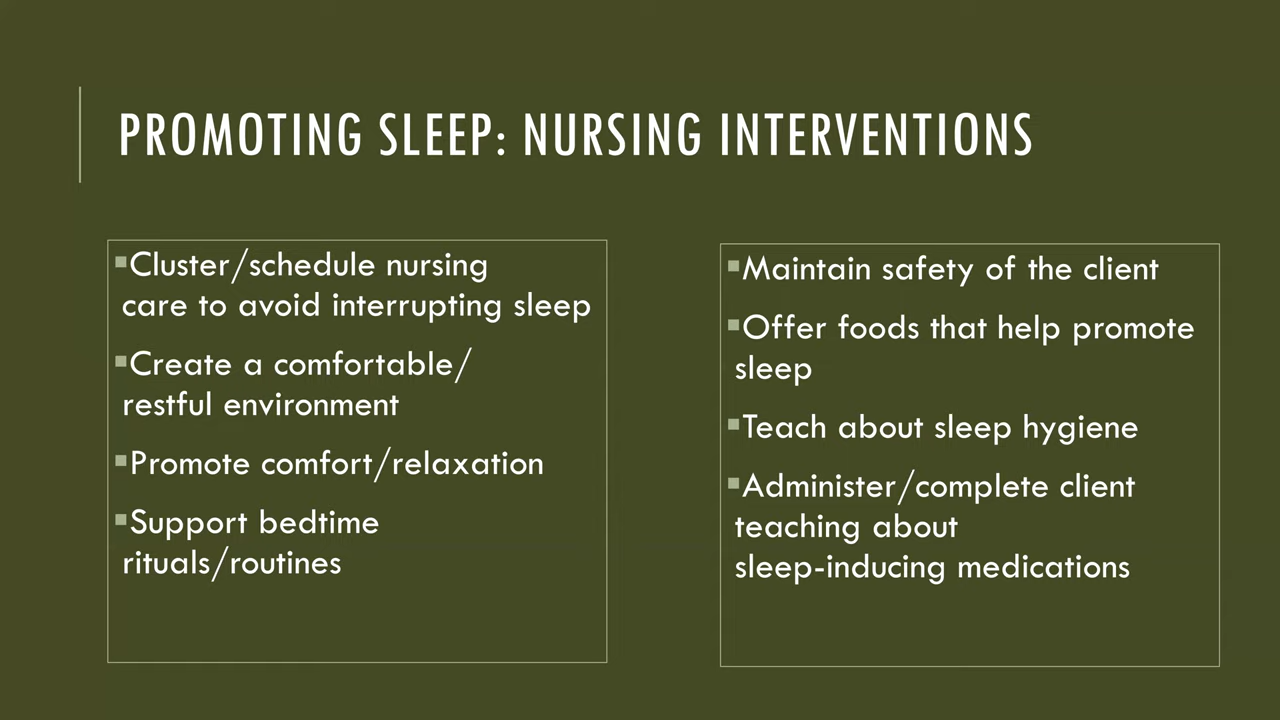 PROMOTING SLEEP: NURSING INTERVENTIONS
▪Cluster/schedule nursing
care to avoid interrupting sleep
▪Create a comfortable/
restful environment
▪Promote comfort/relaxation
▪Support bedtime
rituals/routines
▪Maintain safety of the client
▪Offer foods that help promote
sleep
▪Teach about sleep hygiene
▪Administer/complete client
teaching about
sleep-inducing medications